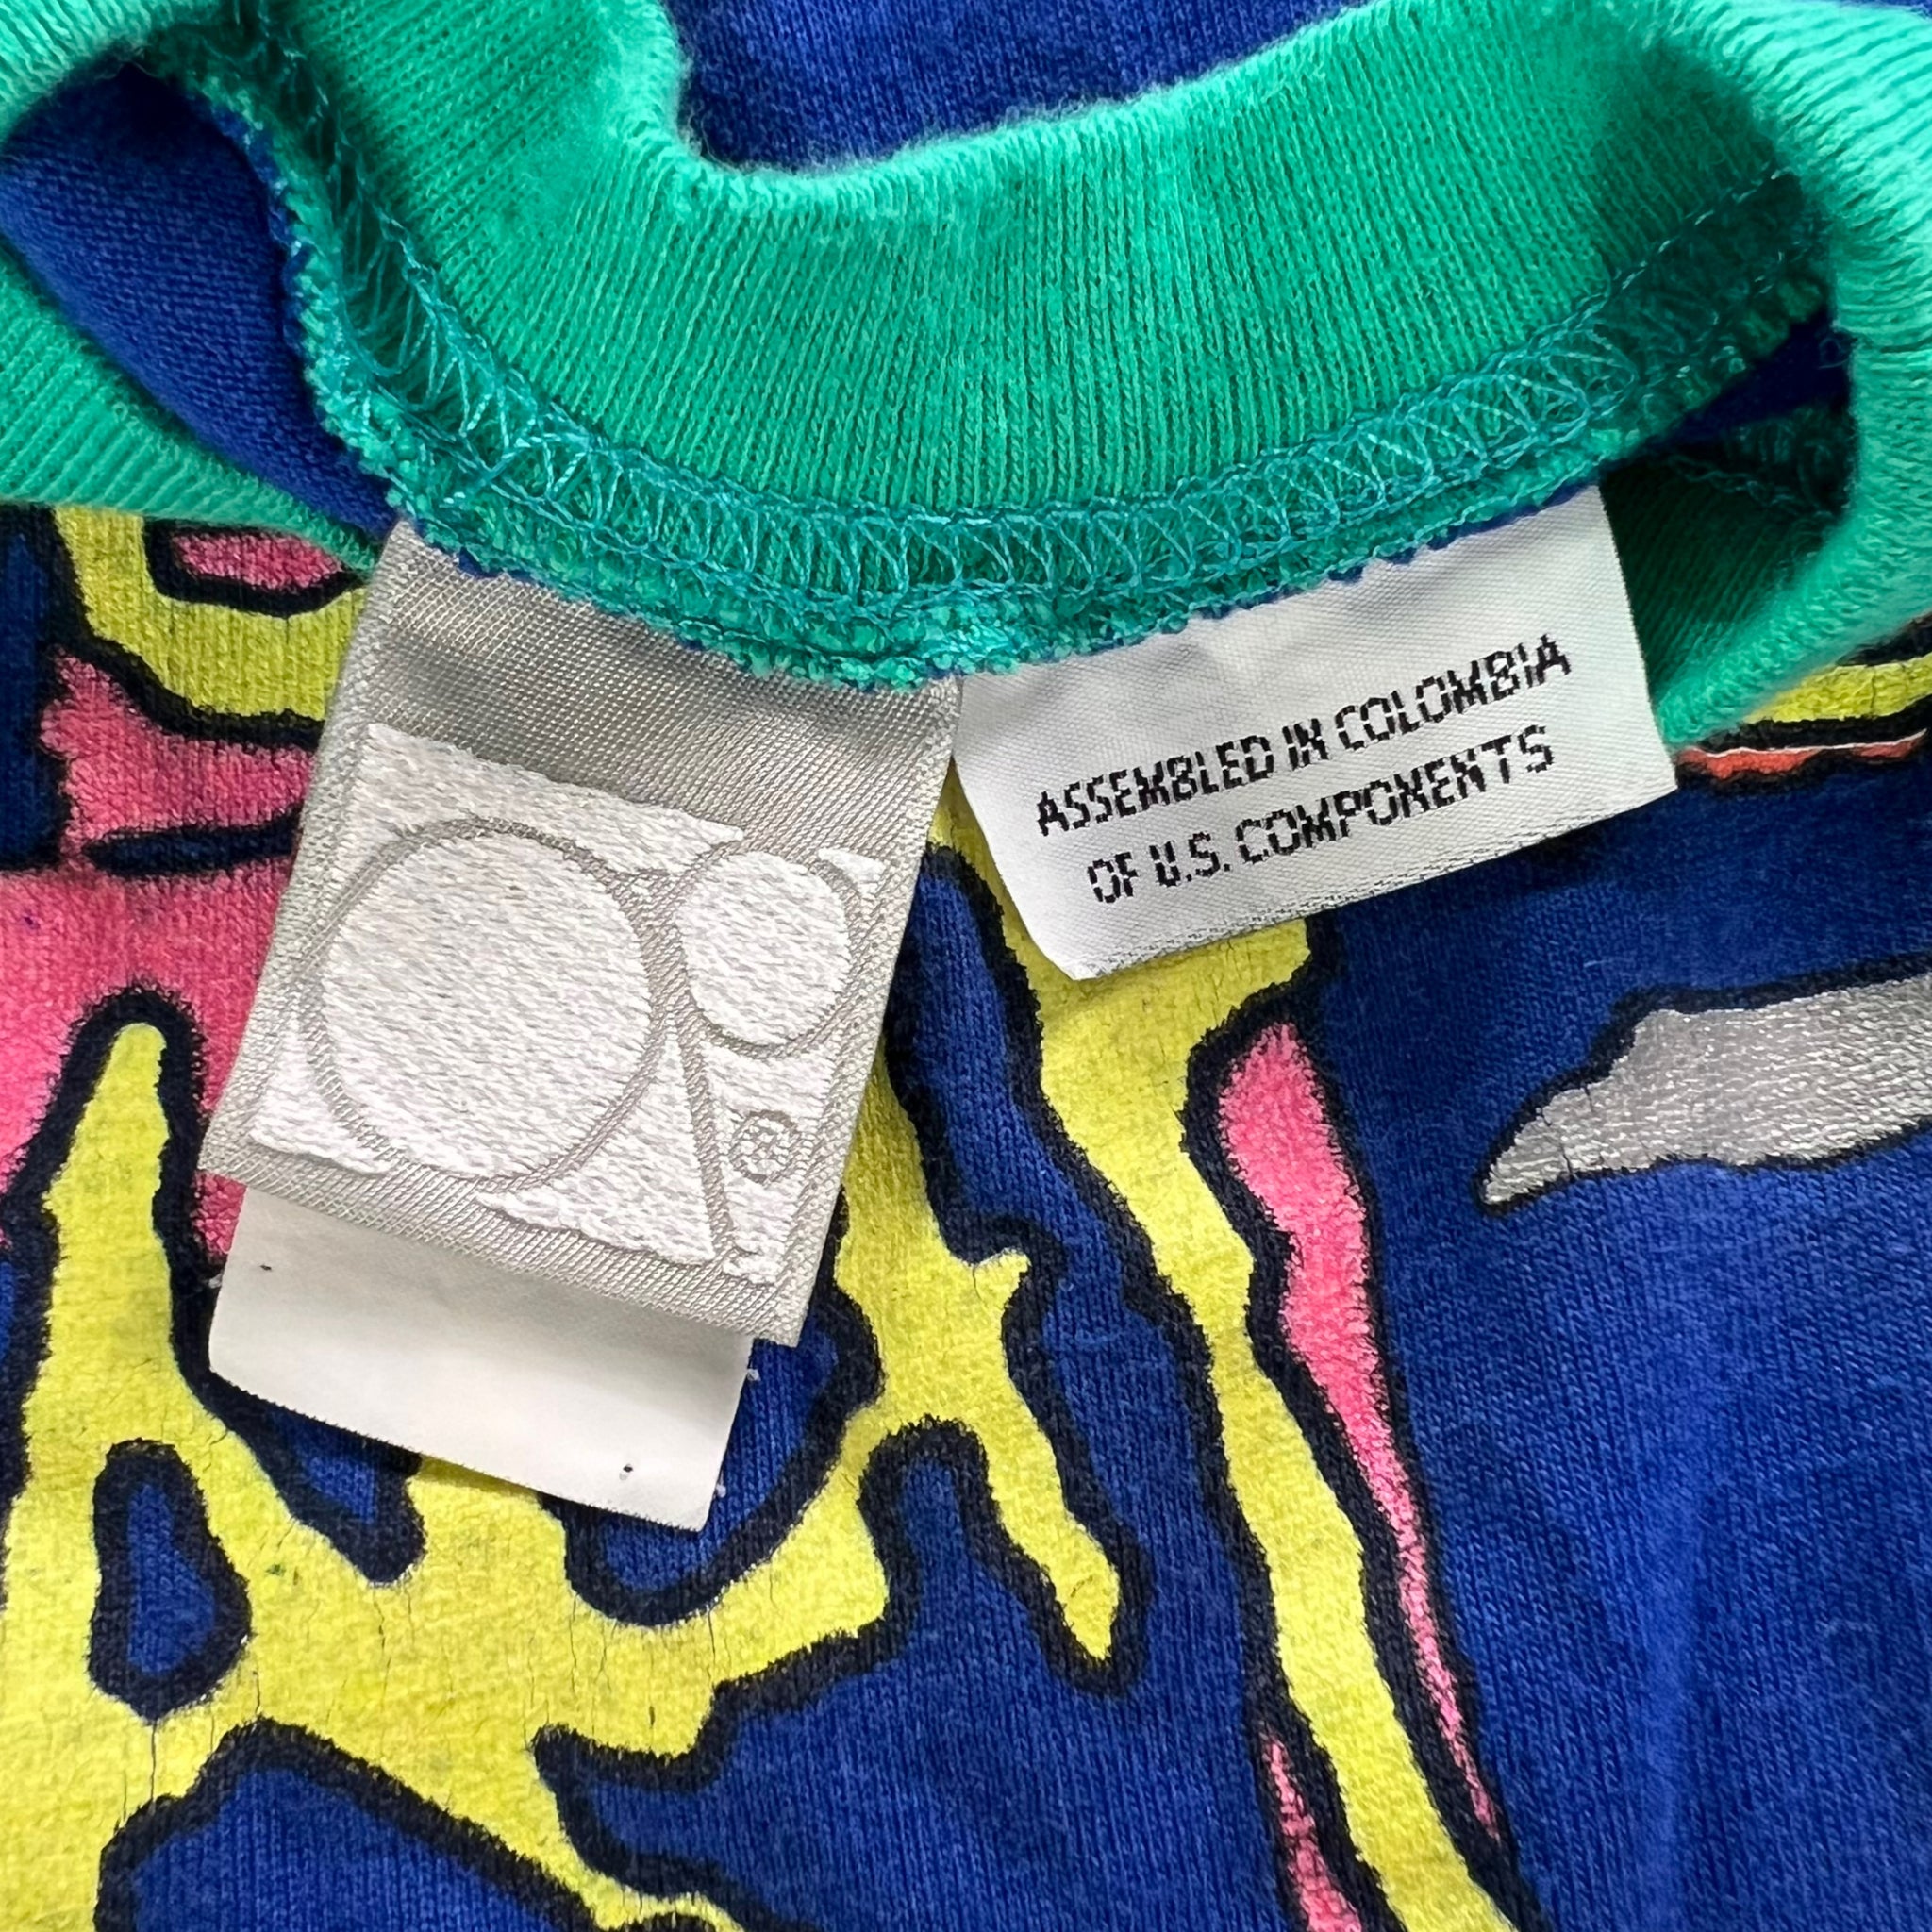 ASSEMBLED IN COLOMBIA
OF U.S. COMPONENTS
®